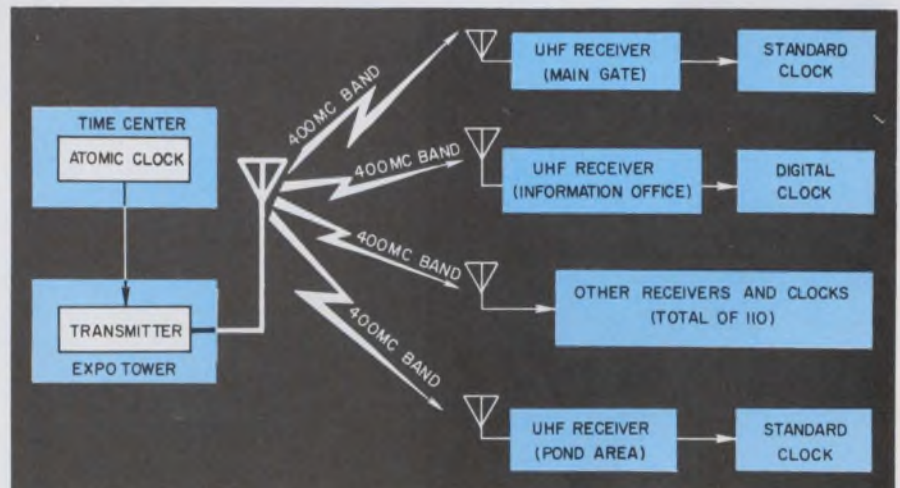 TIME CENTER
ATOMIC CLOCK
TRANSMITTER
EXPO TOWER
400MC BAND
400MC BAND
400MC BAND
400MC BAND
UHF RECEIVER
(MAIN GATE)
STANDARD
CLOCK
UHF RECEIVER
(INFORMATION OFFICE)
DIGITAL
CLOCK
OTHER RECEIVERS AND CLOCKS
(TOTAL OF 110)
UHF RECEIVER
(POND AREA)
STANDARD
CLOCK